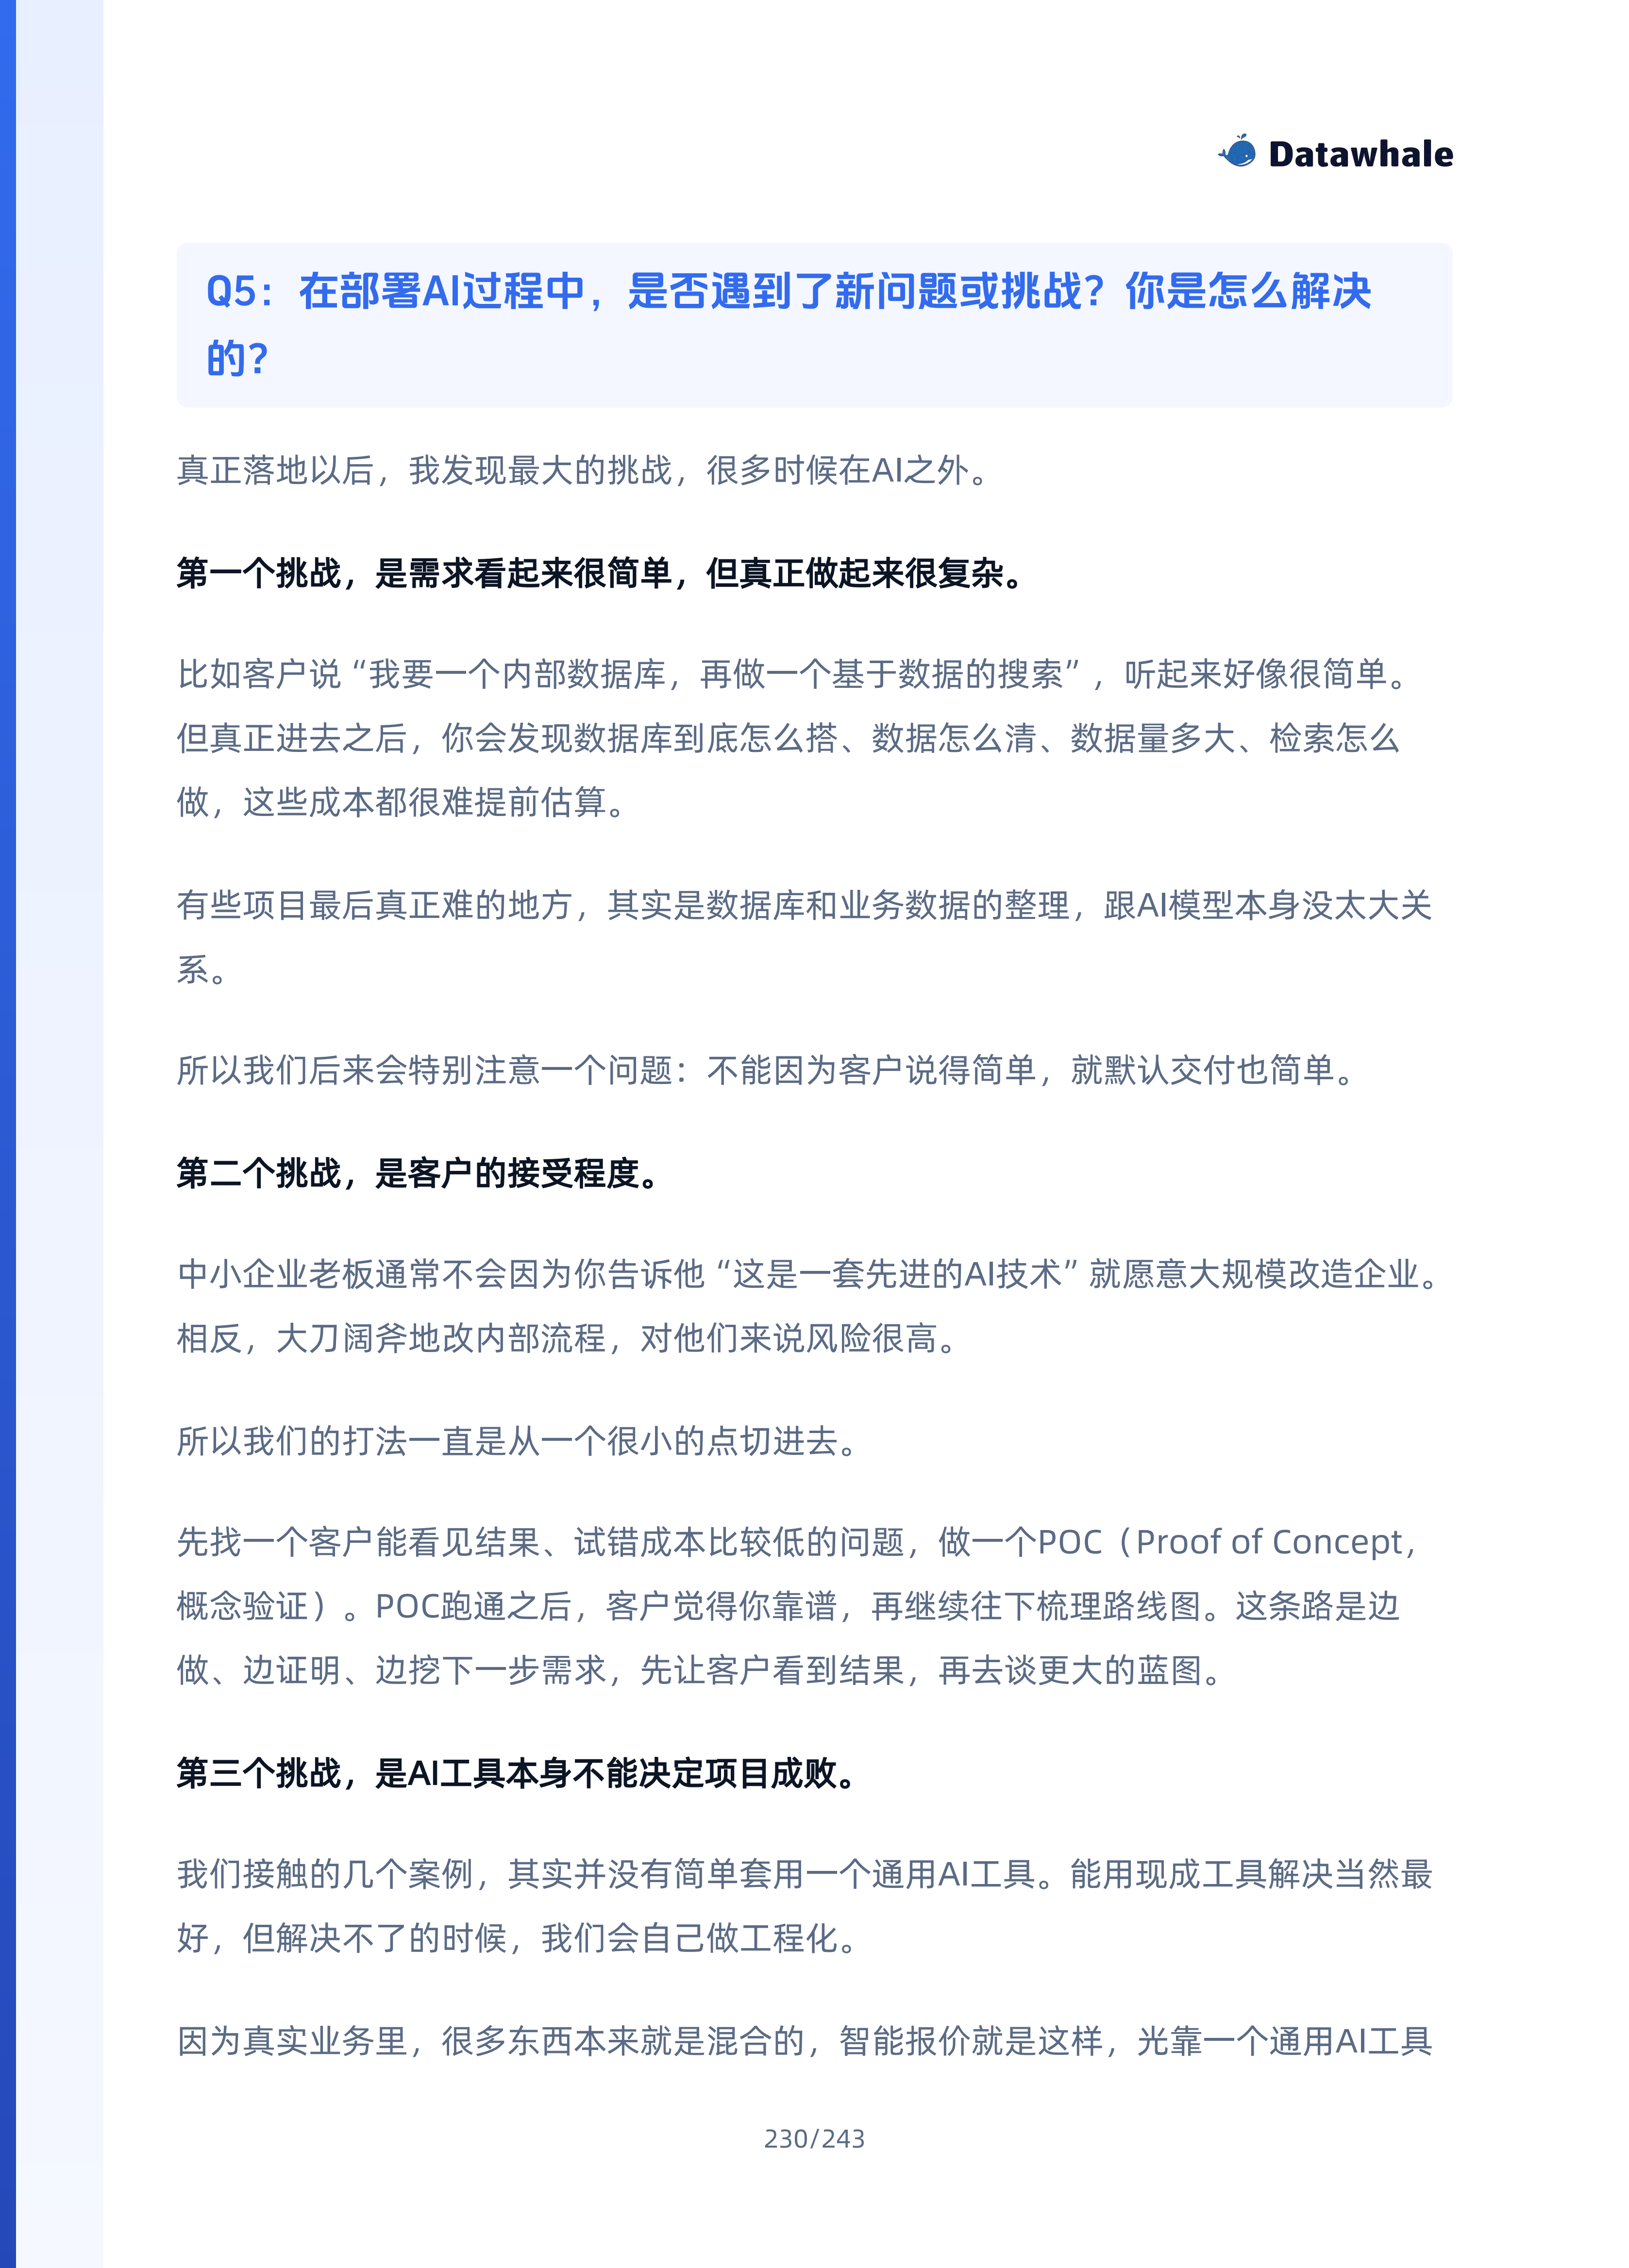 Datawhale
Q5：在部署AI过程中，是否遇到了新问题或挑战？你是怎么解决
的？
真正落地以后，我发现最大的挑战，很多时候在AI之外。
第一个挑战，是需求看起来很简单，但真正做起来很复杂。
比如客户说“我要一个内部数据库，再做一个基于数据的搜索”，听起来好像很简单。
但真正进去之后，你会发现数据库到底怎么搭、数据怎么清、数据量多大、检索怎么
做，这些成本都很难提前估算。
有些项目最后真正难的地方，其实是数据库和业务数据的整理，跟AI模型本身没太大关
系。
所以我们后来会特别注意一个问题：不能因为客户说得简单，就默认交付也简单。
第二个挑战，是客户的接受程度。
中小企业老板通常不会因为你告诉他“这是一套先进的AI技术”就愿意大规模改造企业。
相反，大刀阔斧地改内部流程，对他们来说风险很高。
所以我们的打法一直是从一个很小的点切进去。
先找一个客户能看见结果、试错成本比较低的问题，做一个POC（Proof of Concept，
概念验证）。POC跑通之后，客户觉得你靠谱，再继续往下梳理路线图。这条路是边
做、边证明、边挖下一步需求，先让客户看到结果，再去谈更大的蓝图。
第三个挑战，是AI工具本身不能决定项目成败。
我们接触的几个案例，其实并没有简单套用一个通用AI工具。能用现成工具解决当然最
好，但解决不了的时候，我们会自己做工程化。
因为真实业务里，很多东西本来就是混合的，智能报价就是这样，光靠一个通用AI工具
230/243